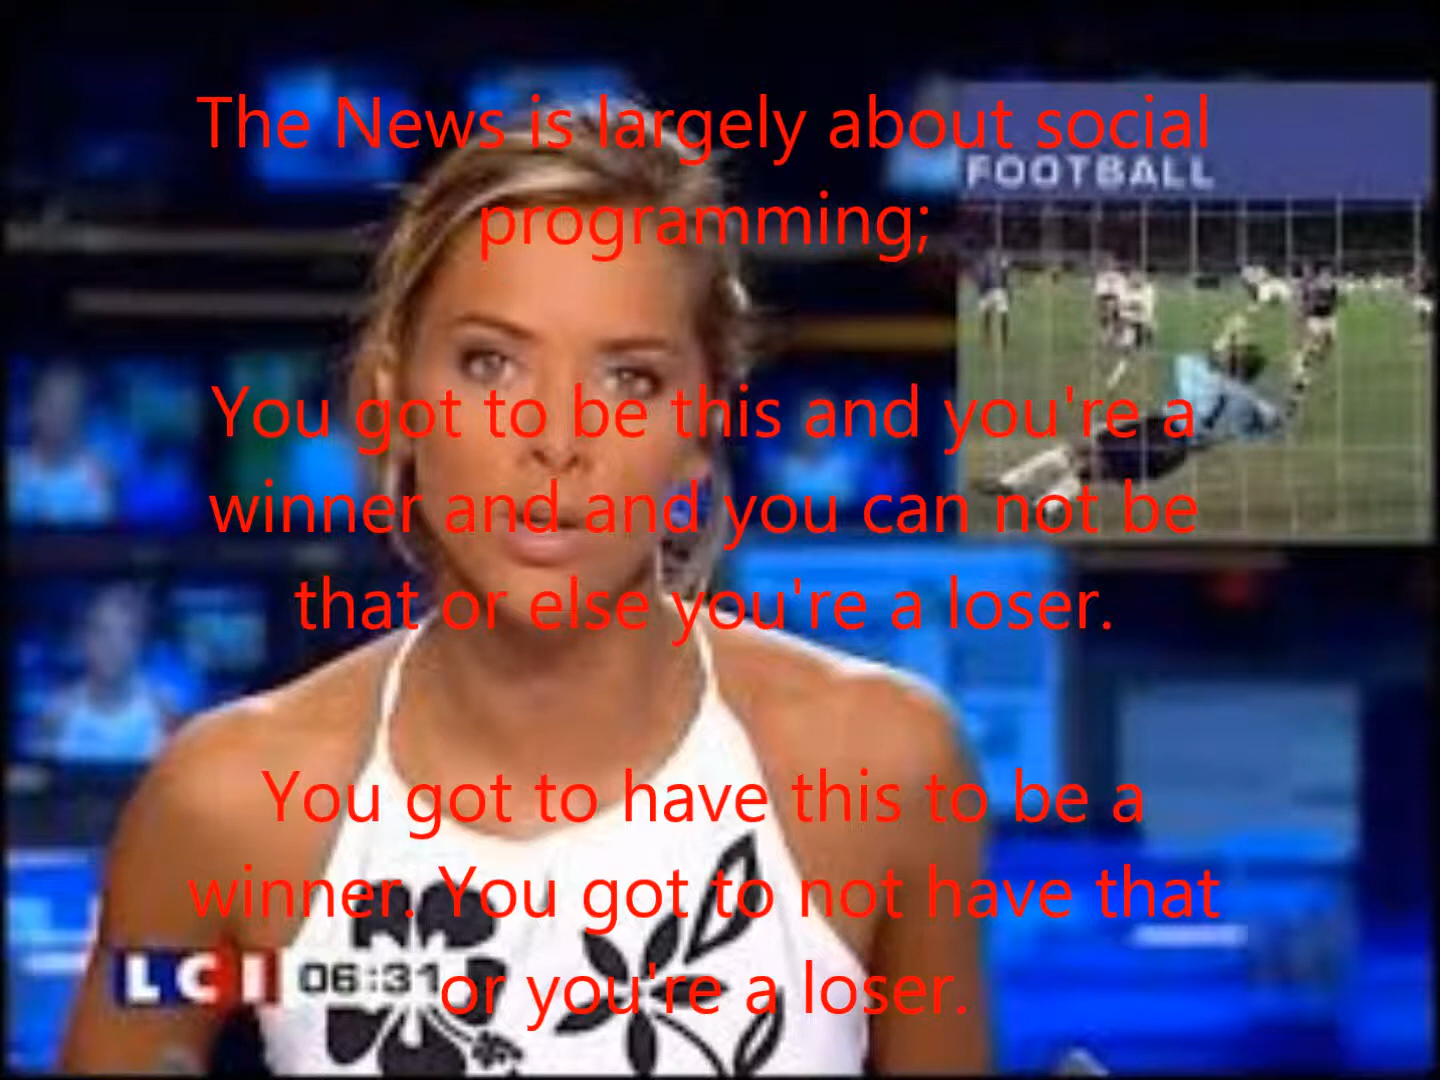 The News is largely about social
FOOTBALL
programming;
You got to be this and you're a
winner and and you can not be
that or else you're a loser.
You got to have this to be a
winner. You got to not have that
LCI 06:31
or you're a loser.